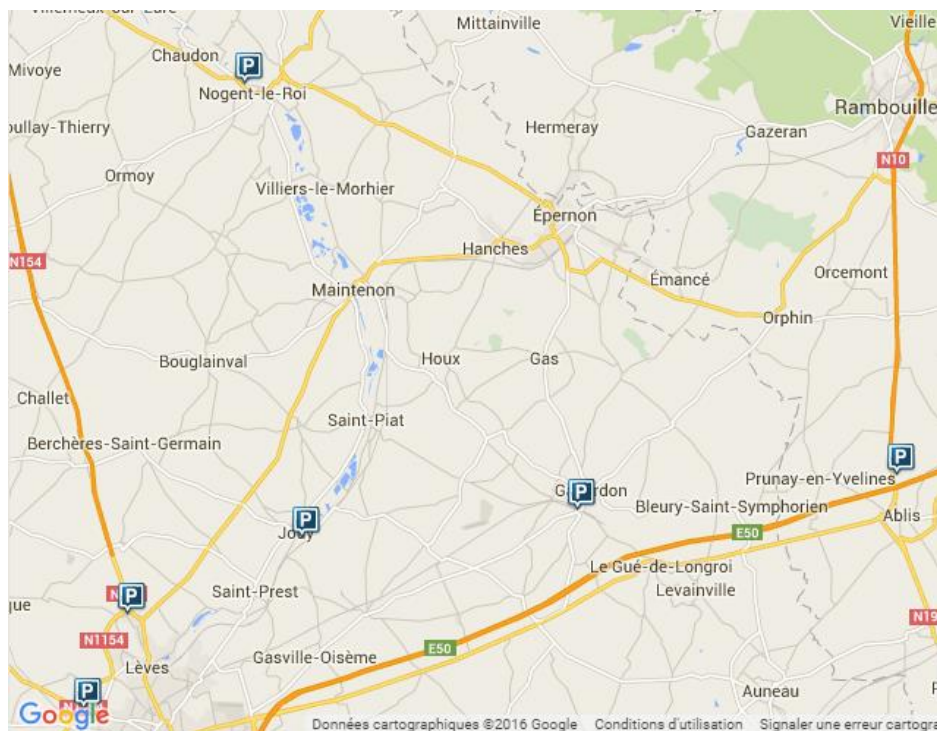 Mittainville
Vieille
Chaudon
P
Mivoye
Nogent-le-Roi
Rambouille
oullay-Thierry
Hermeray
Gazeran
N10
Ormoy
Villiers-le-Morhier
Épernon
Hanches
N154
Émancé
Orcemont
Maintenon
Orphin
Bouglainval
Houx
Gas
Challet
Saint-Piat
Berchères-Saint-Germain
P
Prunay-en-Yvelines
P
Bleury-Saint-Symphorien
Ablis
P
E50
Le Gué-de-Longroi
Saint-Prest
Levainville
P
que
N19
N1154
E50
Gasville-Oisème
Lèves
P
Auneau
Google
Données cartographiques ©2016 Google Conditions d'utilisation Signaler une erreur cartogra